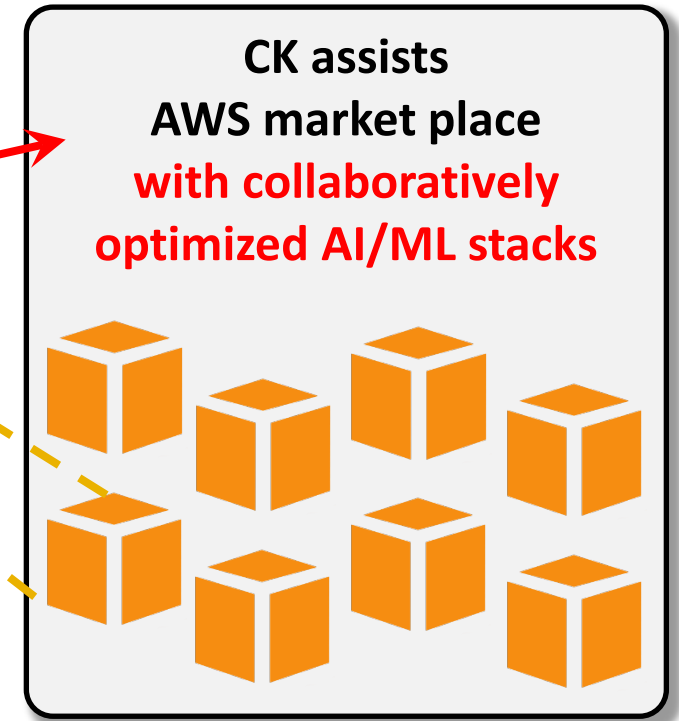 CK assists
AWS market place
with collaboratively
optimized AI/ML stacks